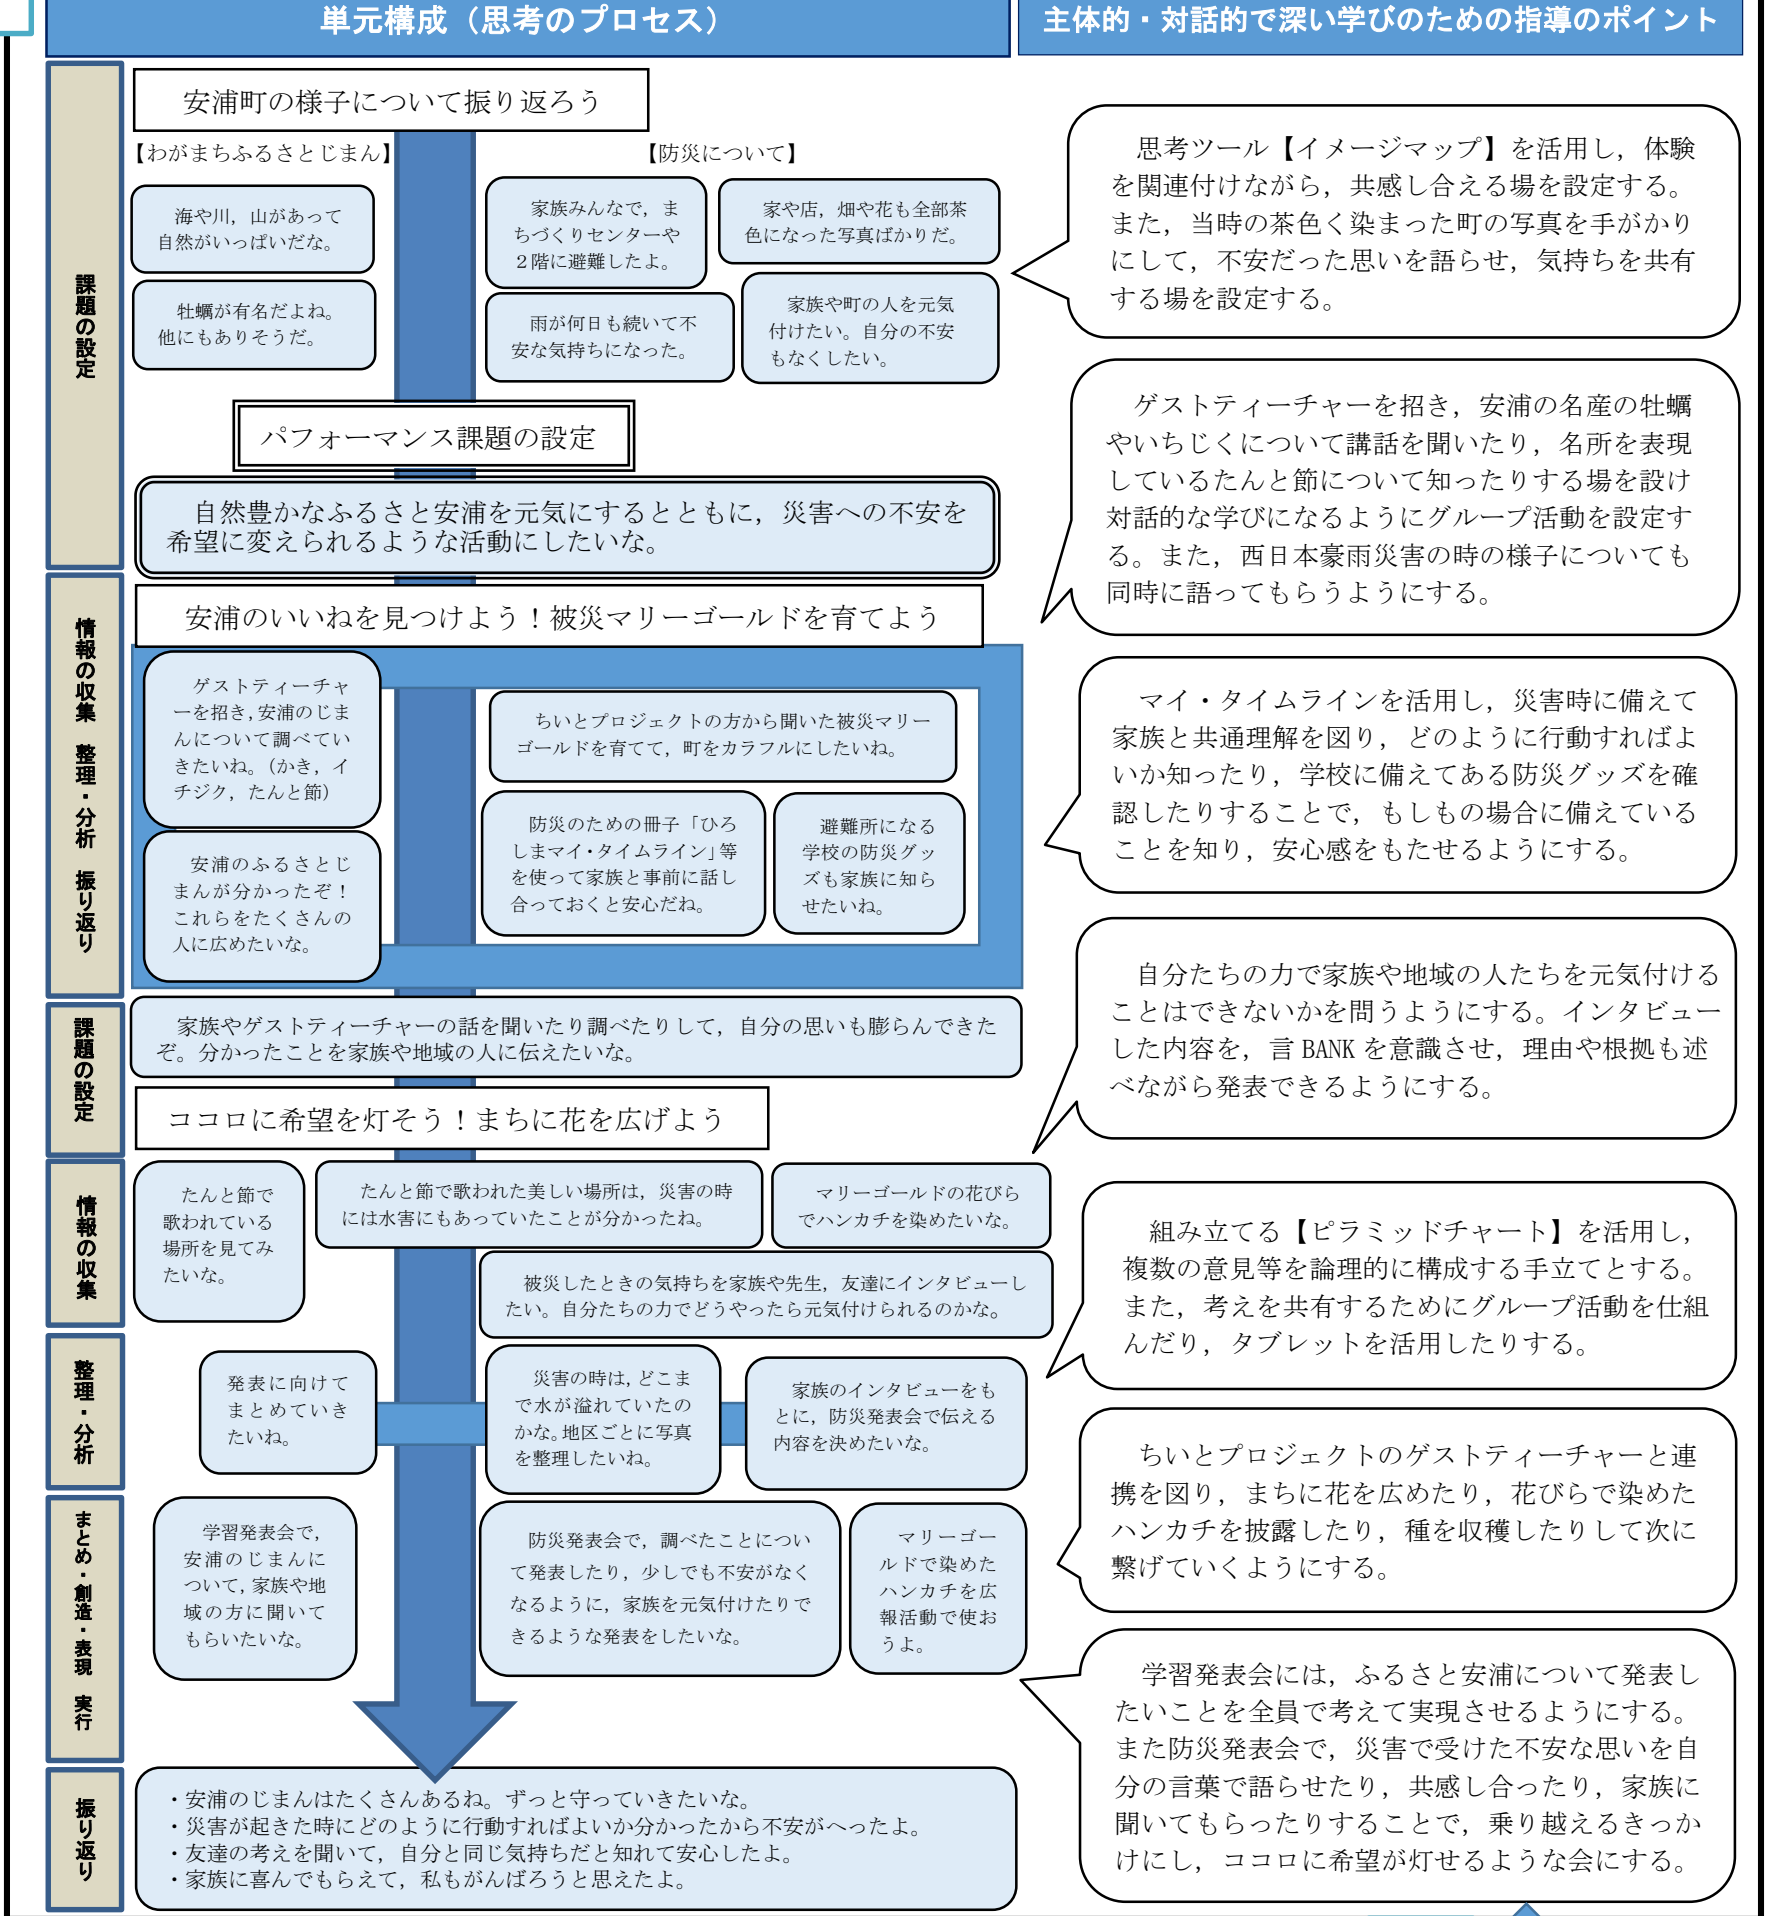 単元構成（思考のプロセス）
主体的・対話的で深い学びのための指導のポイント
課題の設定
安浦町の様子について振り返ろう
【わがまちふるさとじまん】
【防災について】
海や川，山があって
自然がいっぱいだな。
牡蠣が有名だよね。
他にもありそうだ。
家族みんなで，ま
ちづくりセンターや
２階に避難したよ。
家や店，畑や花も全部茶
色になった写真ばかりだ。
雨が何日も続いて不
安な気持ちになった。
家族や町の人を元気
付けたい。自分の不安
もなくしたい。
思考ツール【イメージマップ】を活用し，体験
を関連付けながら，共感し合える場を設定する。
また，当時の茶色く染まった町の写真を手がかり
にして，不安だった思いを語らせ，気持ちを共有
する場を設定する。
パフォーマンス課題の設定
自然豊かなふるさと安浦を元気にするとともに，災害への不安を
希望に変えられるような活動にしたいな。
ゲストティーチャーを招き，安浦の名産の牡蠣
やいちじくについて講話を聞いたり，名所を表現
しているたんと節について知ったりする場を設け
対話的な学びになるようにグループ活動を設定す
る。また，西日本豪雨災害の時の様子についても
同時に語ってもらうようにする。
情報の収集　整理・分析　振り返り
安浦のいいねを見つけよう！被災マリーゴールドを育てよう
ゲストティーチャ
ーを招き，安浦のじま
んについて調べてい
きたいね。（かき，イ
チジク，たんと節）
安浦のふるさとじ
まんが分かったぞ！
これらをたくさんの
人に広めたいな。
ちいとプロジェクトの方から聞いた被災マリー
ゴールドを育てて，町をカラフルにしたいね。
防災のための冊子「ひろ
しまマイ・タイムライン」等
を使って家族と事前に話し
合っておくと安心だね。
避難所になる
学校の防災グッ
ズも家族に知ら
せたいね。
マイ・タイムラインを活用し，災害時に備えて
家族と共通理解を図り，どのように行動すればよ
いか知ったり，学校に備えてある防災グッズを確
認したりすることで，もしもの場合に備えている
ことを知り，安心感をもたせるようにする。
課題の設定
家族やゲストティーチャーの話を聞いたり調べたりして，自分の思いも膨らんできた
ぞ。分かったことを家族や地域の人に伝えたいな。
ココロに希望を灯そう！まちに花を広げよう
自分たちの力で家族や地域の人たちを元気付ける
ことはできないかを問うようにする。インタビュー
した内容を，言 BANK を意識させ，理由や根拠も述
べながら発表できるようにする。
情報の収集
たんと節で
歌われている
場所を見てみ
たいな。
たんと節で歌われた美しい場所は，災害の時
には水害にもあっていたことが分かったね。
マリーゴールドの花びら
でハンカチを染めたいな。
被災したときの気持ちを家族や先生，友達にインタビューし
たい。自分たちの力でどうやったら元気付けられるのかな。
組み立てる【ピラミッドチャート】を活用し，
複数の意見等を論理的に構成する手立てとする。
また，考えを共有するためにグループ活動を仕組
んだり，タブレットを活用したりする。
整理・分析
発表に向けて
まとめていき
たいね。
災害の時は，どこま
で水が溢れていたの
かな。地区ごとに写真
を整理したいね。
家族のインタビューをも
とに，防災発表会で伝える
内容を決めたいな。
ちいとプロジェクトのゲストティーチャーと連
携を図り，まちに花を広めたり，花びらで染めた
ハンカチを披露したり，種を収穫したりして次に
繋げていくようにする。
まとめ・創造・表現　実行
学習発表会で，
安浦のじまんに
ついて，家族や地
域の方に聞いて
もらいたいな。
防災発表会で，調べたことについ
て発表したり，少しでも不安がなく
なるように，家族を元気付けたりで
きるような発表をしたいな。
マリーゴー
ルドで染めた
ハンカチを広
報活動で使お
うよ。
学習発表会には，ふるさと安浦について発表し
たいことを全員で考えて実現させるようにする。
また防災発表会で，災害で受けた不安な思いを自
分の言葉で語らせたり，共感し合ったり，家族に
聞いてもらったりすることで，乗り越えるきっか
けにし，ココロに希望が灯せるような会にする。
振り返り
・安浦のじまんはたくさんあるね。ずっと守っていきたいな。
・災害が起きた時にどのように行動すればよいか分かったから不安がへったよ。
・友達の考えを聞いて，自分と同じ気持ちだと知れて安心したよ。
・家族に喜んでもらえて，私もがんばろうと思えたよ。